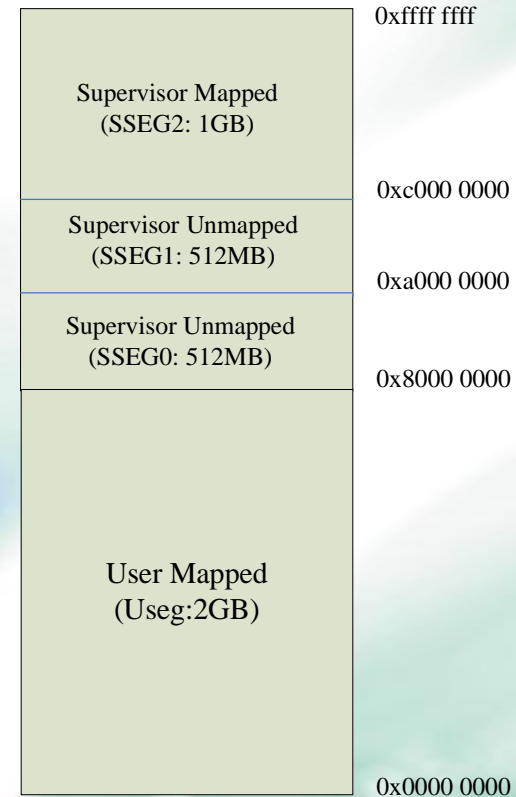 0xffff ffff
Supervisor Mapped
(SSEG2: 1GB)
0xc000 0000
Supervisor Unmapped
(SSEG1: 512MB)
0xa000 0000
Supervisor Unmapped
(SSEG0: 512MB)
0x8000 0000
User Mapped
(Useg:2GB)
0x0000 0000